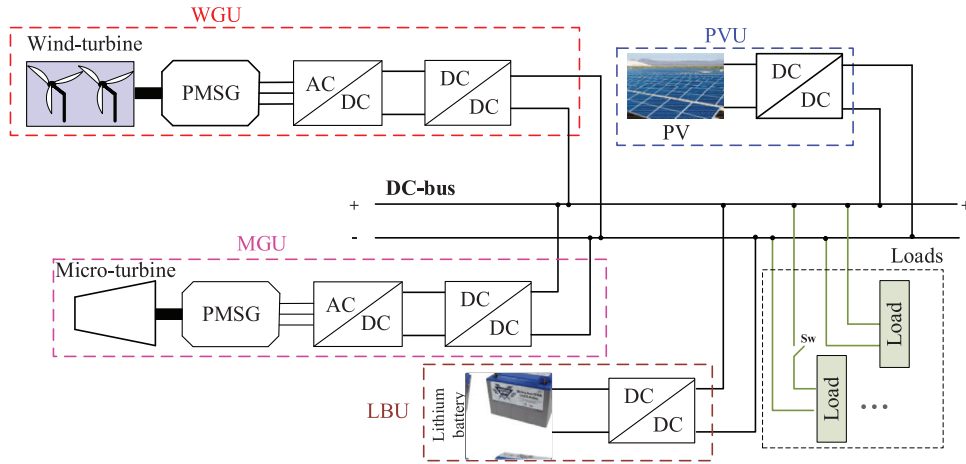 WGU
Wind-turbine
PMSG
AC
DC
DC
DC
PVU
DC
DC
PV
DC-bus
+
+
-
-
MGU
Micro-turbine
PMSG
AC
DC
DC
DC
Loads
Load
Sw
Load
...
LBU
Lithium
battery
DC
DC